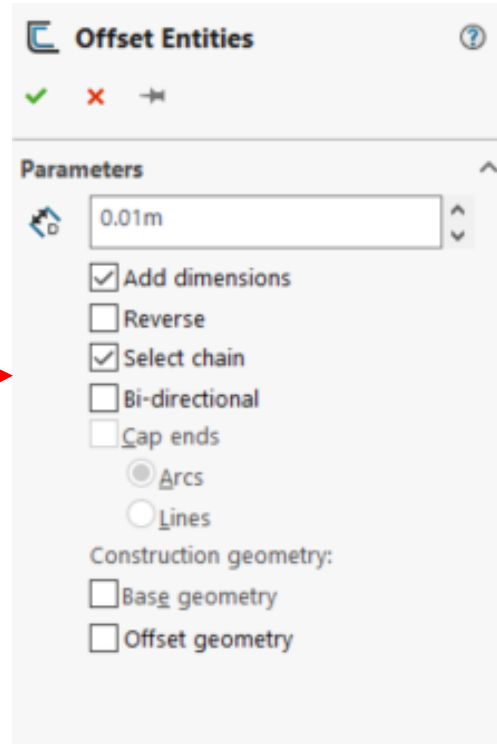 Offset Entities
Parameters
D
0.01m
Add dimensions
Reverse
Select chain
Bi-directional
Cap ends
Arcs
Lines
Construction geometry:
Base geometry
Offset geometry